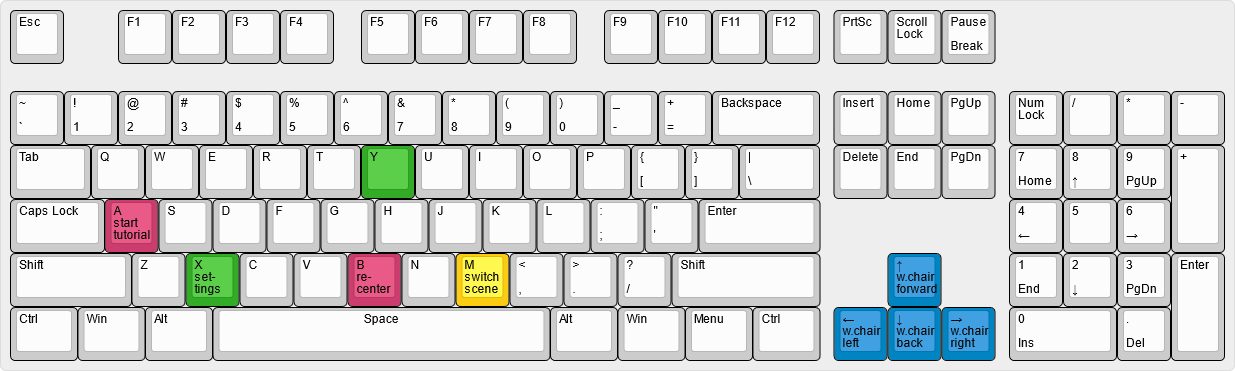 Esc F1 F2 F3 F4 F5 F6 F7 F8 F9 F10 F11 F12 PrtSc Scroll Pause
Lock
Break
~ ! @ # $ % ^ & * ( ) _ + Backspace Insert Home PgUp Num / * -
Lock
` 1 2 3 4 5 6 7 8 9 0 - =
Tab Q W E R T Y U I O P { } | Delete End PgDn 7 8 9 +
[ ] \ Home ↑ PgUp
Caps Lock A S D F G H J K L : " Enter 4 5 6
start
tutorial ; ' ← →
Shift Z X C V B N M < > ? Shift ↑ 1 2 3 Enter
set- re- switch w.chair
tings center scene , . / forward End ↓ PgDn
Ctrl Win Alt Space Alt Win Menu Ctrl ← ↓ → 0 .
w.chair w.chair w.chair
left back right Ins Del